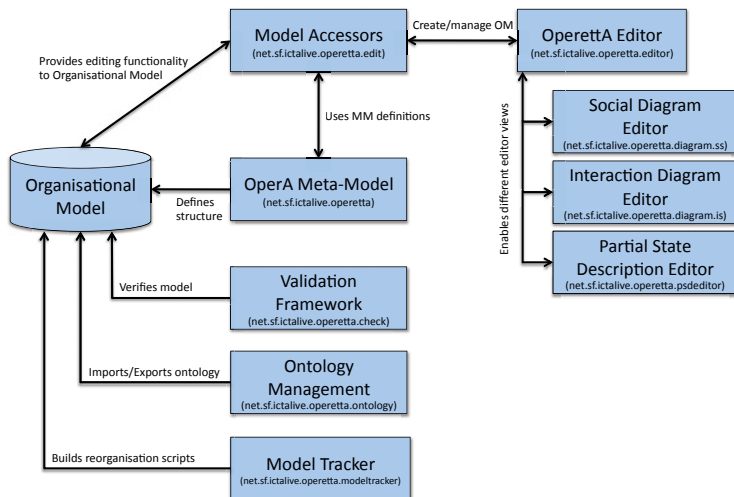 Model Accessors
(net.sf.ictalive.operetta.edit)
Create/manage OM
OperettA Editor
(net.sf.ictalive.operetta.editor)
Provides editing functionality
to Organisational Model
Uses MM definitions
Enables different editor views
Social Diagram
Editor
(net.sf.ictalive.operetta.diagram.ss)
Interaction Diagram
Editor
(net.sf.ictalive.operetta.diagram.is)
Partial State
Description Editor
(net.sf.ictalive.operetta.psdeditor)
Organisational
Model
Defines
structure
OperA Meta-Model
(net.sf.ictalive.operetta)
Verifies model
Validation
Framework
(net.sf.ictalive.operetta.check)
Imports/Exports ontology
Ontology
Management
(net.sf.ictalive.operetta.ontology)
Builds reorganisation scripts
Model Tracker
(net.sf.ictalive.operetta.modeltracker)